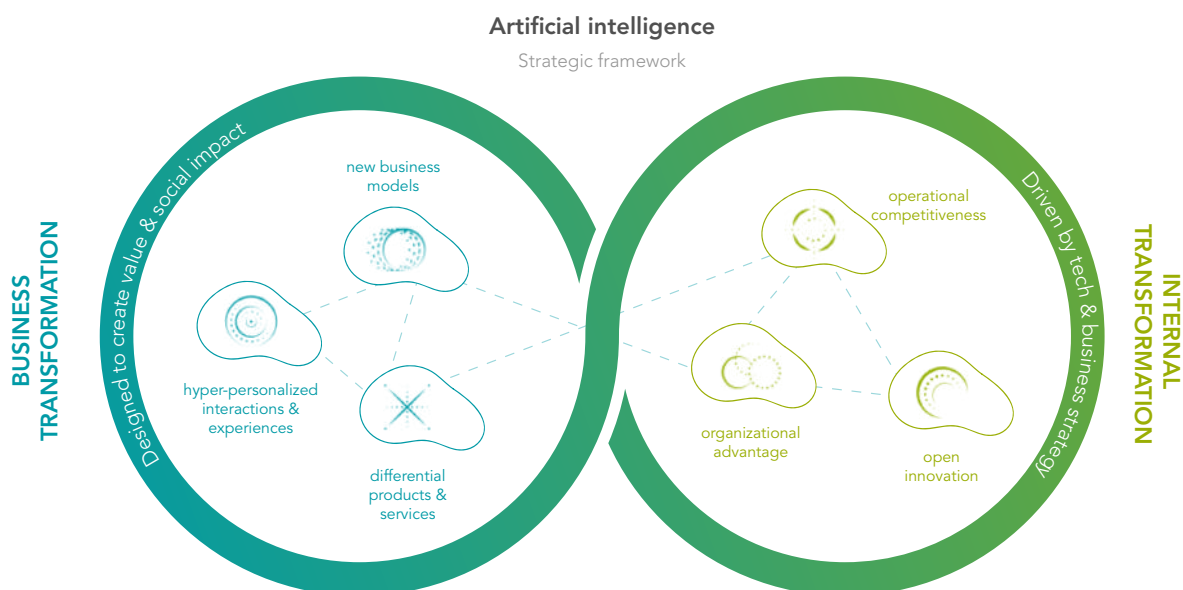 Artificial intelligence
Strategic framework
BUSINESS
TRANSFORMATION
Designed to create value & social impact
new business
models
hyper-personalized
interactions &
experiences
differential
products &
services
operational
competitiveness
organizational
advantage
open
innovation
Driven by tech & business strategy
INTERNAL
TRANSFORMATION